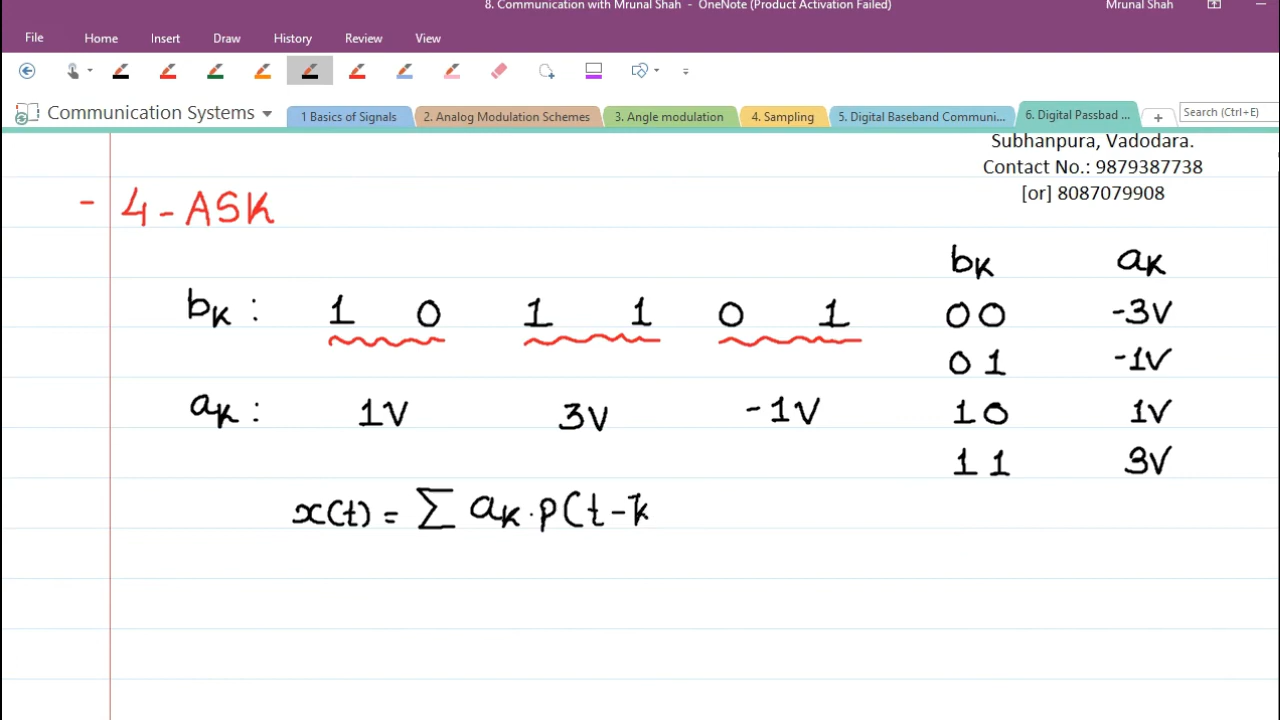 8. Communication with Mrunal Shah - OneNote (Product Activation Failed) Mrunal Shah
File Home Insert Draw History Review View
Communication Systems 1 Basics of Signals 2. Analog Modulation Schemes 3. Angle modulation 4. Sampling 5. Digital Baseband Communi... 6. Digital Passbad ... Search (Ctrl+E)
Subhanpura, Vadodara.
Contact No.: 9879387738
[or] 8087079908
- 4-ASK
bK aK
bK : 1 0 1 1 0 1 00 -3V
01 -1V
aK : 1V 3V -1V 10 1V
11 3V
x(t) = ∑ aK · p(t-k